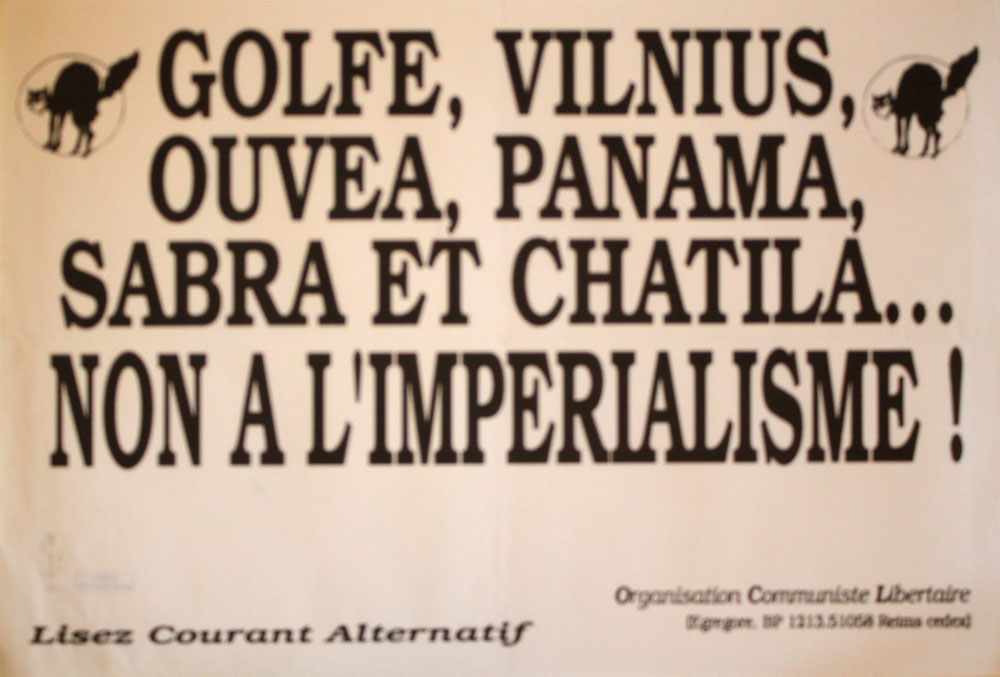 GOLFE, VILNIUS,
OUVEA, PANAMA,
SABRA ET CHATILA...
NON A L'IMPERIALISME !
Organisation Communiste Libertaire
(Egregore. BP 1213.51058 Reims cedex)
Lisez Courant Alternatif